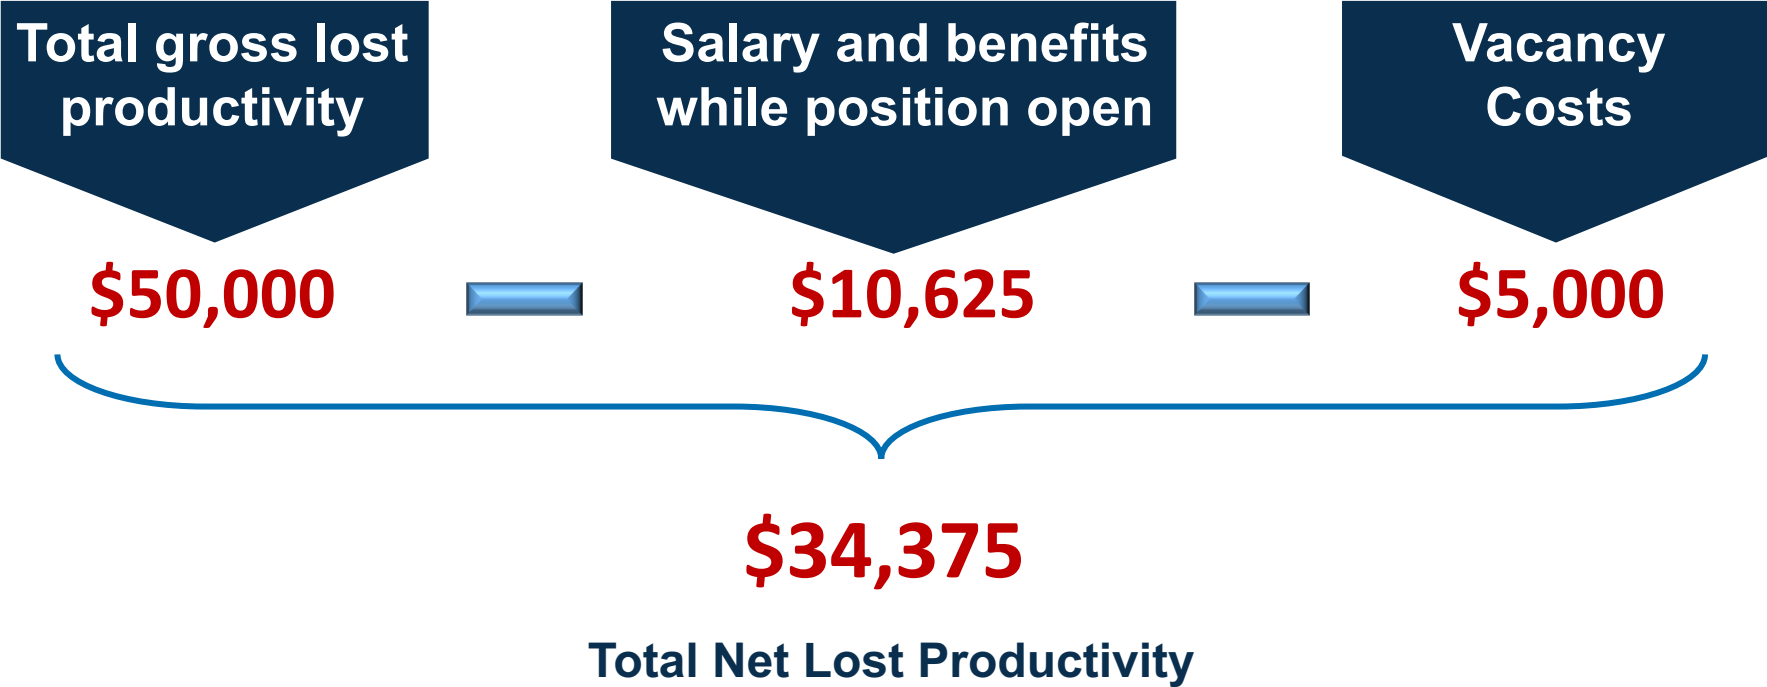 Total gross lost
productivity
Salary and benefits
while position open
Vacancy
Costs
$50,000
$10,625
$5,000
$34,375
Total Net Lost Productivity